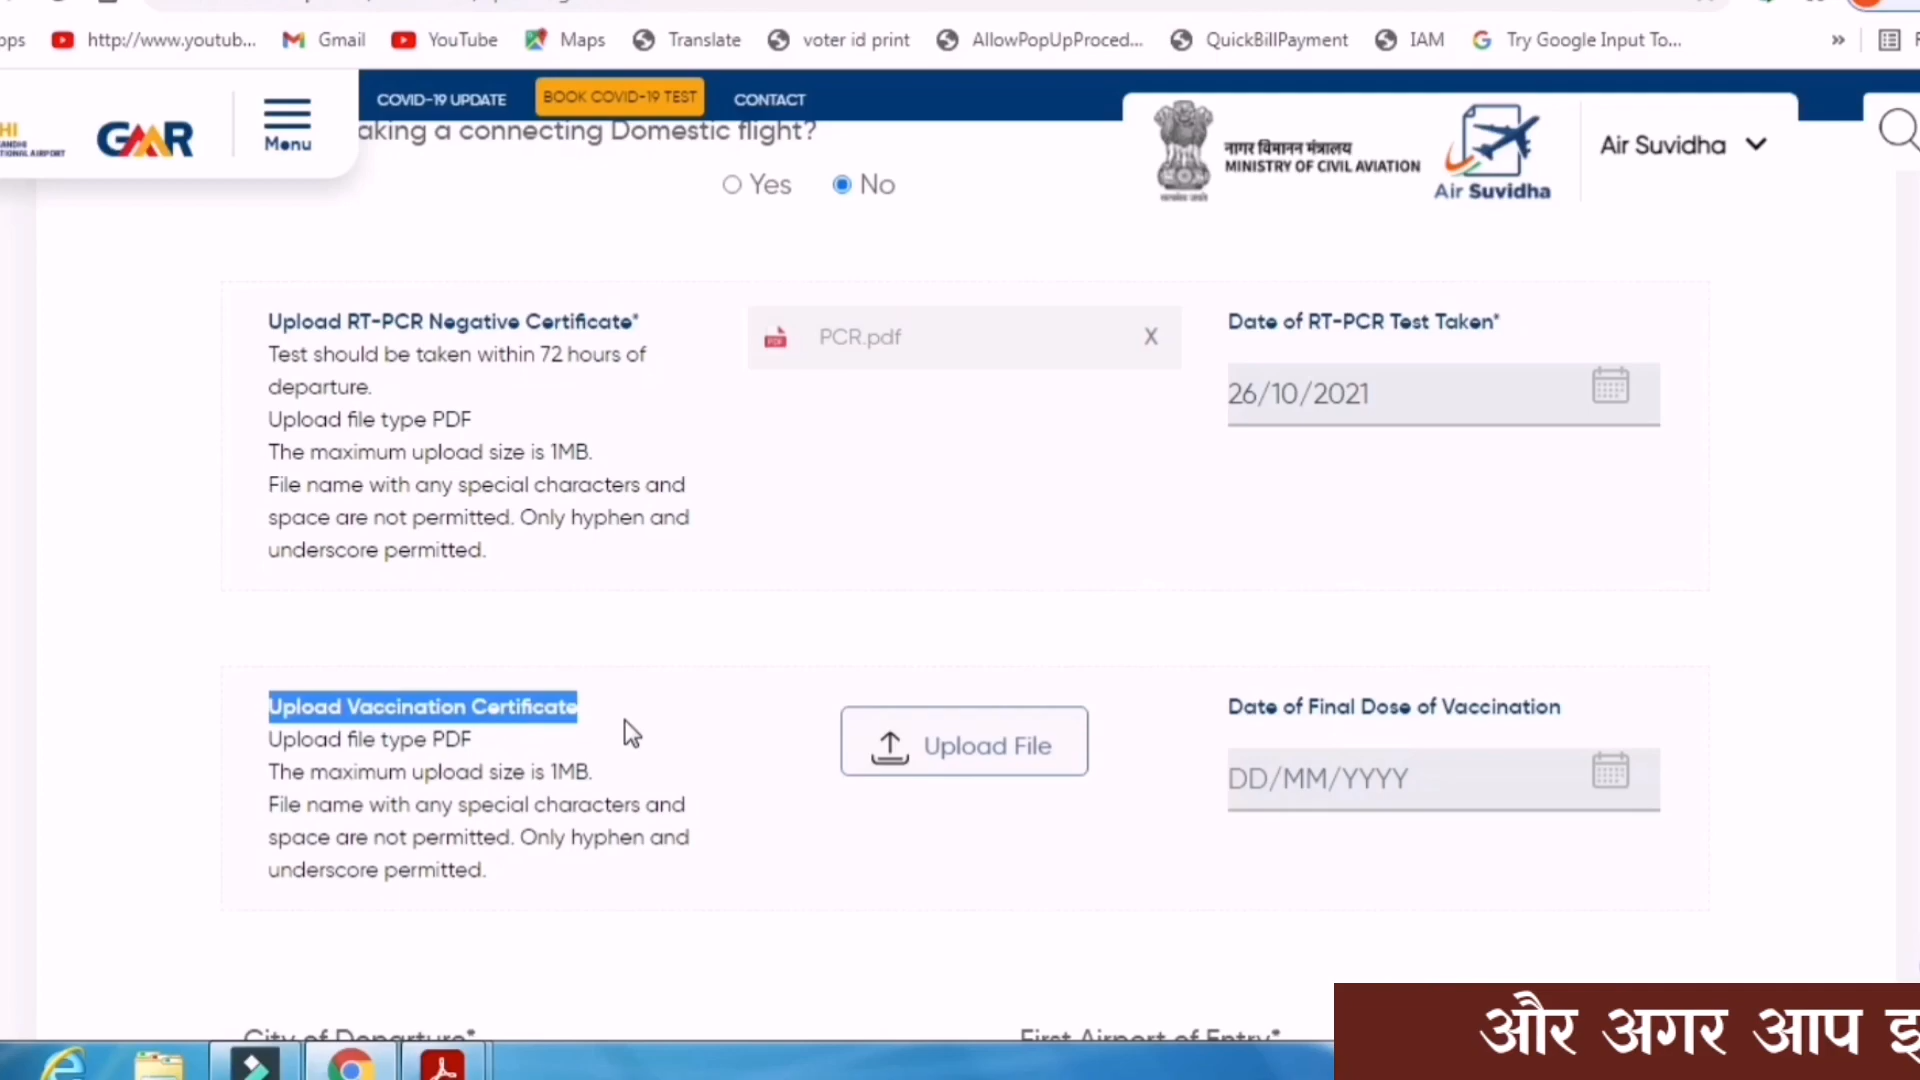 http://www.youtub... Gmail YouTube Maps Translate voter id print AllowPopUpProced... QuickBillPayment IAM Try Google Input To... »
COVID-19 UPDATE BOOK COVID-19 TEST CONTACT
GMR Menu
aking a connecting Domestic flight?
Yes No
नागर विमानन मंत्रालय
MINISTRY OF CIVIL AVIATION
Air Suvidha
Air Suvidha
Upload RT-PCR Negative Certificate*
Test should be taken within 72 hours of
departure.
Upload file type PDF
The maximum upload size is 1MB.
File name with any special characters and
space are not permitted. Only hyphen and
underscore permitted.
PCR.pdf X
Date of RT-PCR Test Taken*
26/10/2021
Upload Vaccination Certificate
Upload file type PDF
The maximum upload size is 1MB.
File name with any special characters and
space are not permitted. Only hyphen and
underscore permitted.
Upload File
Date of Final Dose of Vaccination
DD/MM/YYYY
City of Departure* First Airport of Entry*
और अगर आप